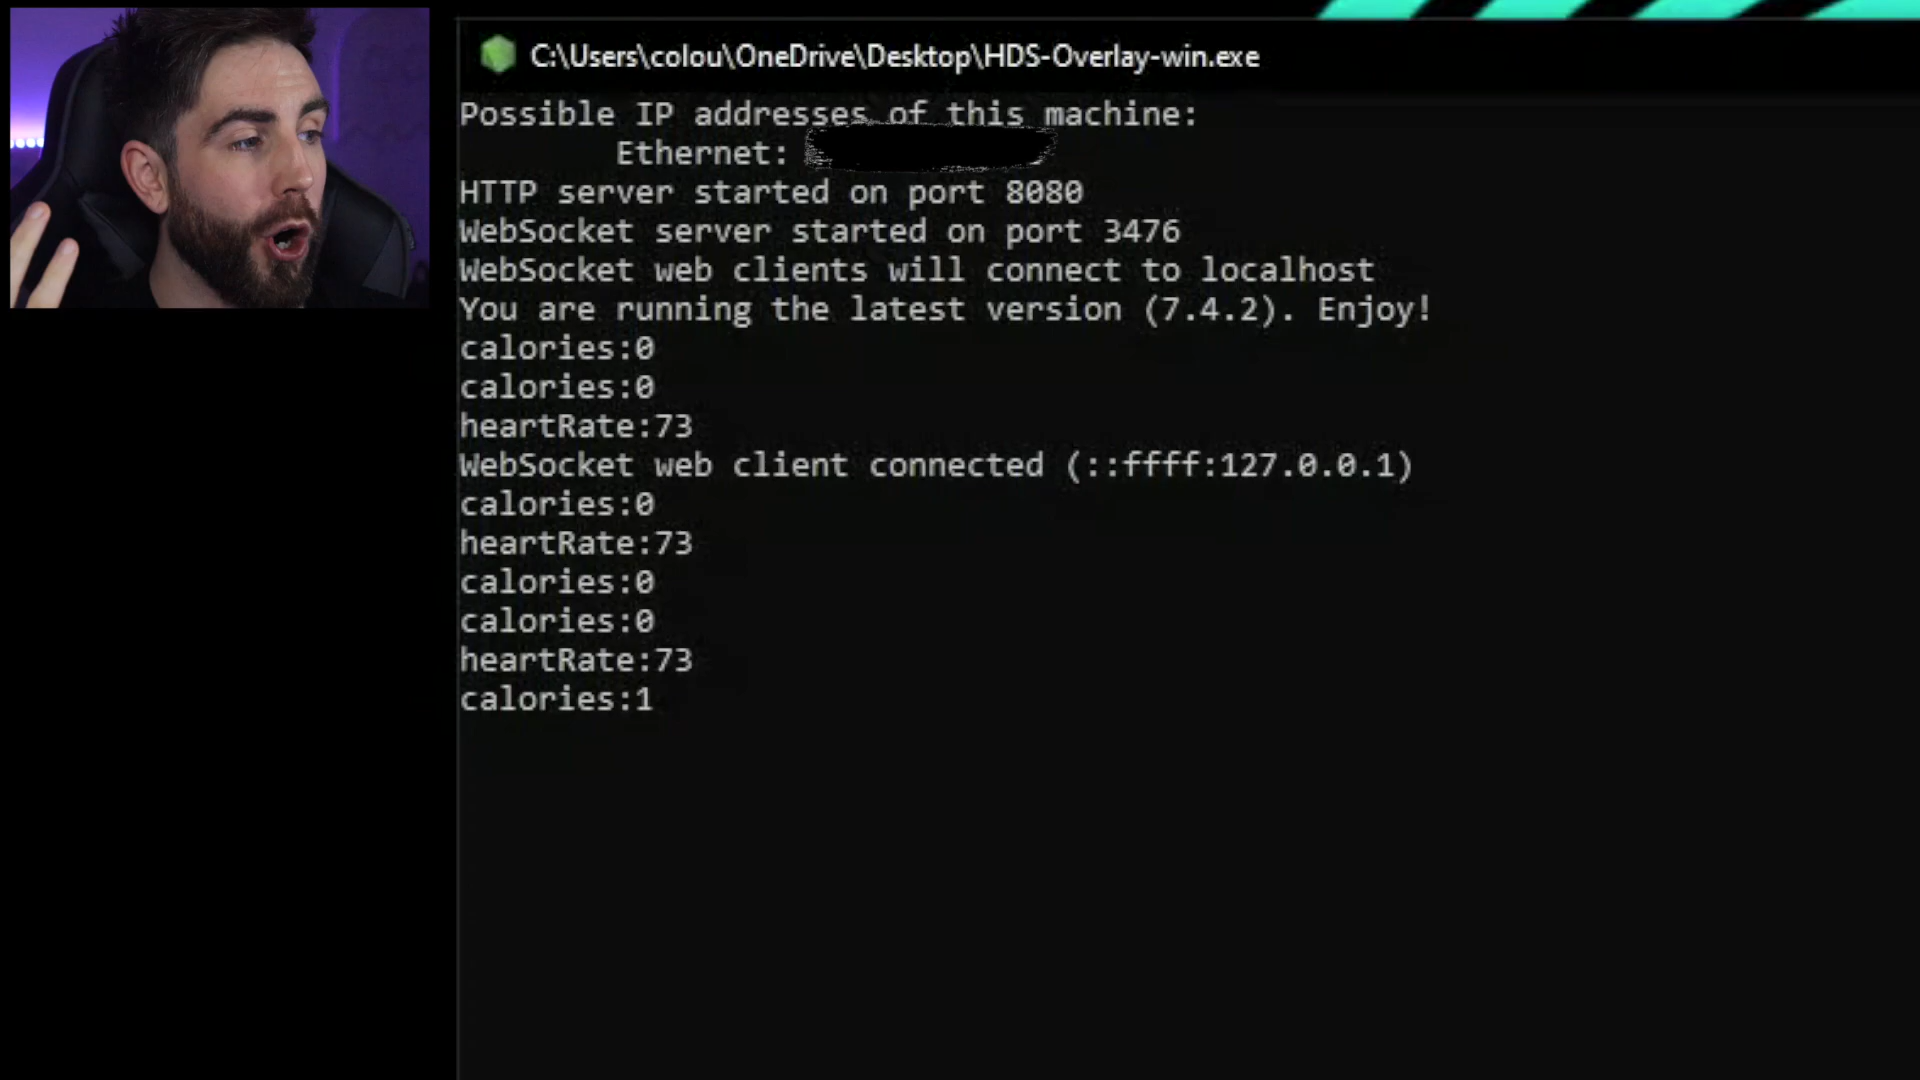 C:\Users\colou\OneDrive\Desktop\HDS-Overlay-win.exe
Possible IP addresses of this machine:
Ethernet:
HTTP server started on port 8080
WebSocket server started on port 3476
WebSocket web clients will connect to localhost
You are running the latest version (7.4.2). Enjoy!
calories:0
calories:0
heartRate:73
WebSocket web client connected (::ffff:127.0.0.1)
calories:0
heartRate:73
calories:0
calories:0
heartRate:73
calories:1